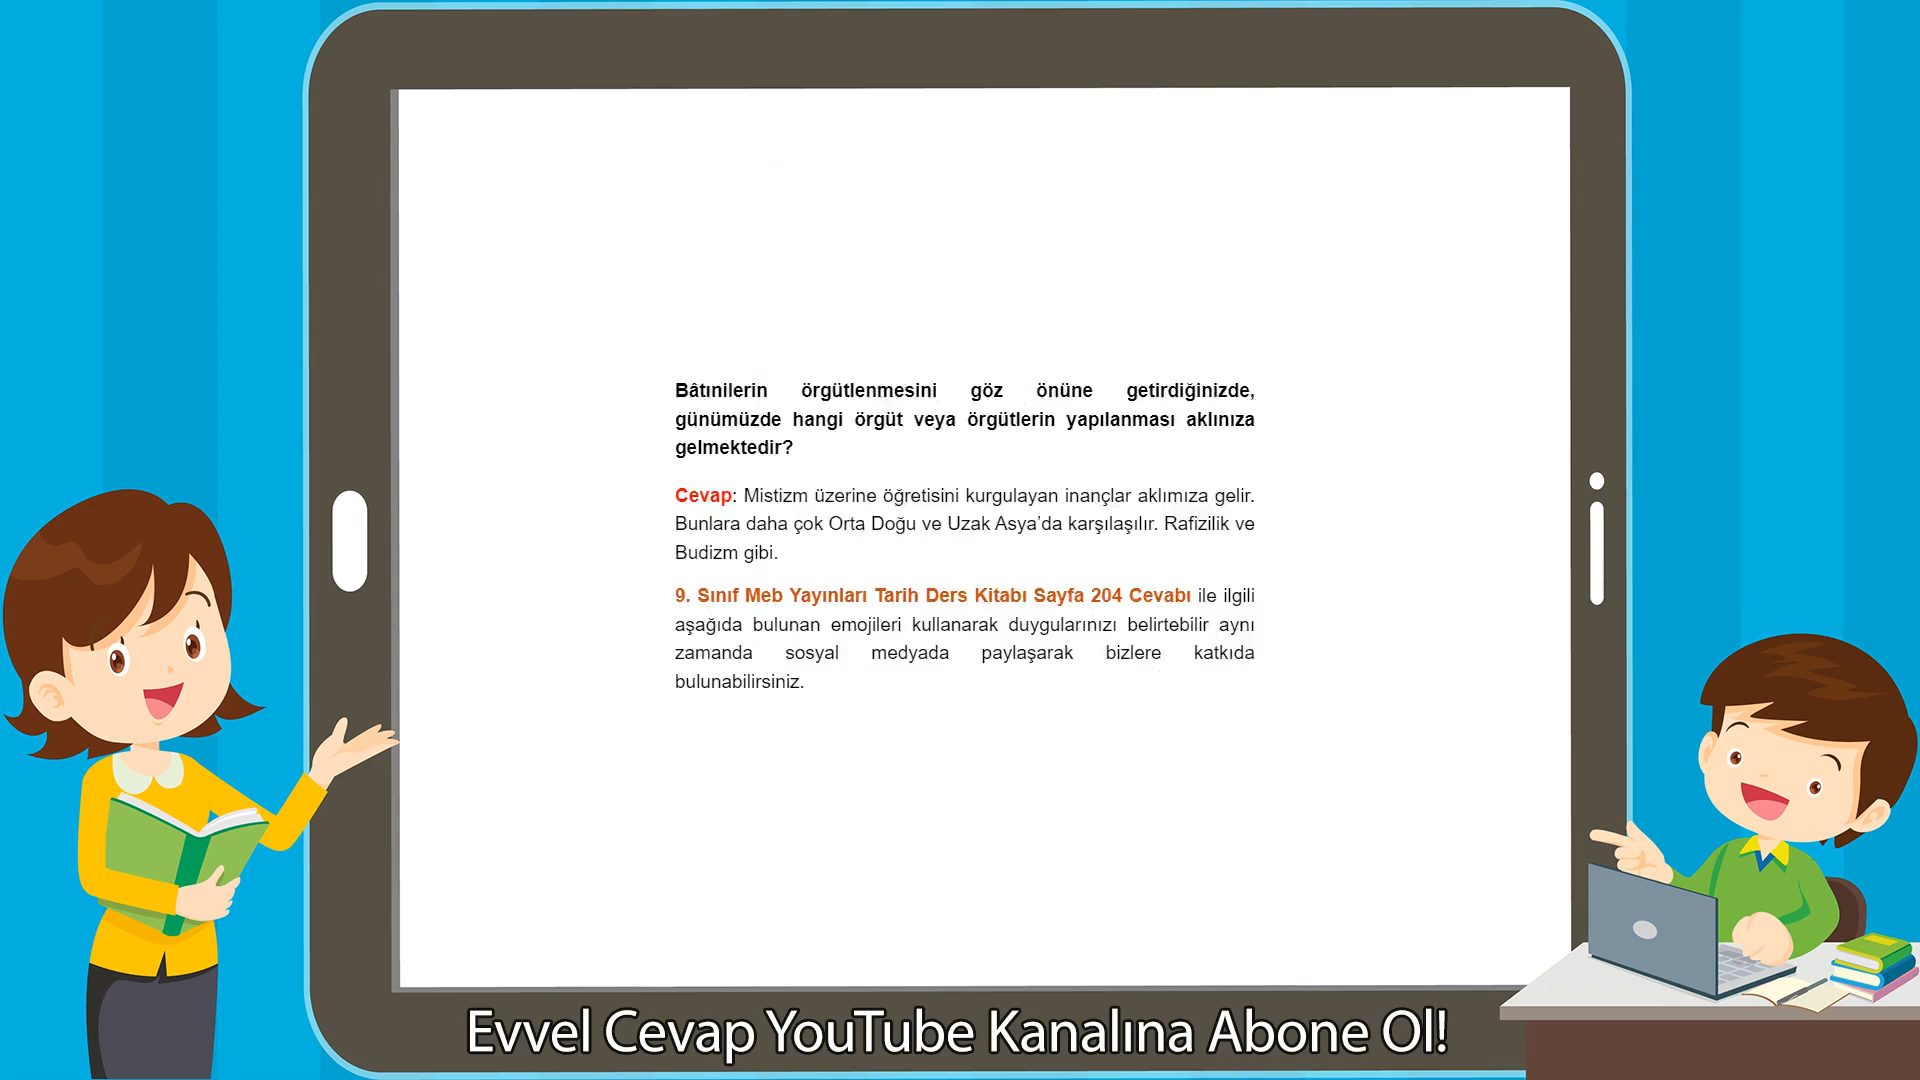 Bâtınilerin örgütlenmesini göz önüne getirdiğinizde,
günümüzde hangi örgüt veya örgütlerin yapılanması aklınıza
gelmektedir?
Cevap: Mistizm üzerine öğretisini kurgulayan inançlar aklımıza gelir.
Bunlara daha çok Orta Doğu ve Uzak Asya’da karşılaşılır. Rafizilik ve
Budizm gibi.
9. Sınıf Meb Yayınları Tarih Ders Kitabı Sayfa 204 Cevabı ile ilgili
aşağıda bulunan emojileri kullanarak duygularınızı belirtebilir aynı
zamanda sosyal medyada paylaşarak bizlere katkıda
bulunabilirsiniz.
Evvel Cevap YouTube Kanalına Abone Ol!